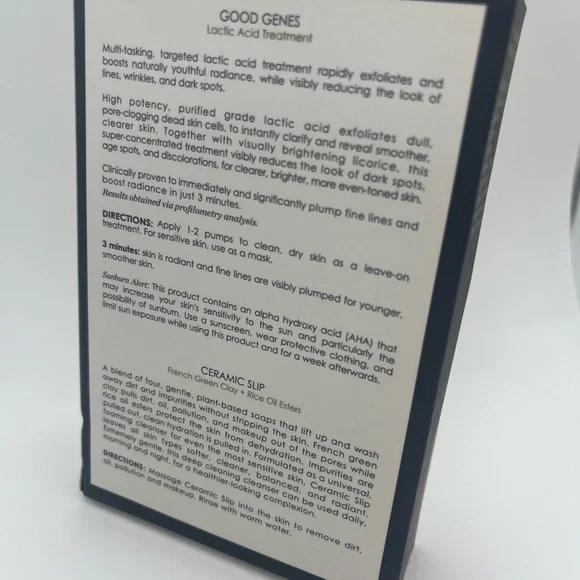 GOOD GENES
Lactic Acid Treatment
Multi-tasking, targeted lactic acid treatment rapidly exfoliates and
boosts naturally youthful radiance, while visibly reducing the look of
lines, wrinkles, and dark spots.
High potency, purified grade lactic acid exfoliates dull,
pore-clogging dead skin cells, to instantly clarify and reveal smoother,
clearer skin. Together with visually brightening licorice, this
super-concentrated treatment visibly reduces the look of dark spots,
age spots, and discolorations, for clearer, brighter, more even-toned skin.
Clinically proven to immediately and significantly plump fine lines and
boost radiance in just 3 minutes.
Results obtained via profilometry analysis.
DIRECTIONS: Apply 1-2 pumps to clean, dry skin as a leave-on
treatment. For sensitive skin, use as a mask.
3 minutes: skin is radiant and fine lines are visibly plumped for younger,
smoother skin.
Sunburn Alert: This product contains an alpha hydroxy acid (AHA) that
may increase your skin's sensitivity to the sun and particularly the
possibility of sunburn. Use a sunscreen, wear protective clothing, and
limit sun exposure while using this product and for a week afterwards.
CERAMIC SLIP
French Green Clay + Rice Oil Esters
A blend of four, gentle, plant-based soaps that lift up and wash
away dirt and impurities without stripping the skin. French green
clay pulls dirt, oil, pollution, and makeup out of the pores while
rice oil esters protect the skin from dehydration. Impurities are
pulled out, clean hydration is pulled in. Formulated as a universal,
foaming cleanser for even the most sensitive skin, Ceramic Slip
leaves all skin types softer, cleaner, balanced, and radiant.
Extremely gentle, this deep cleaning cleanser can be used daily,
morning and night, for a healthier-looking complexion.
DIRECTIONS: Massage Ceramic Slip into the skin to remove dirt,
oil, pollution and makeup. Rinse with warm water.